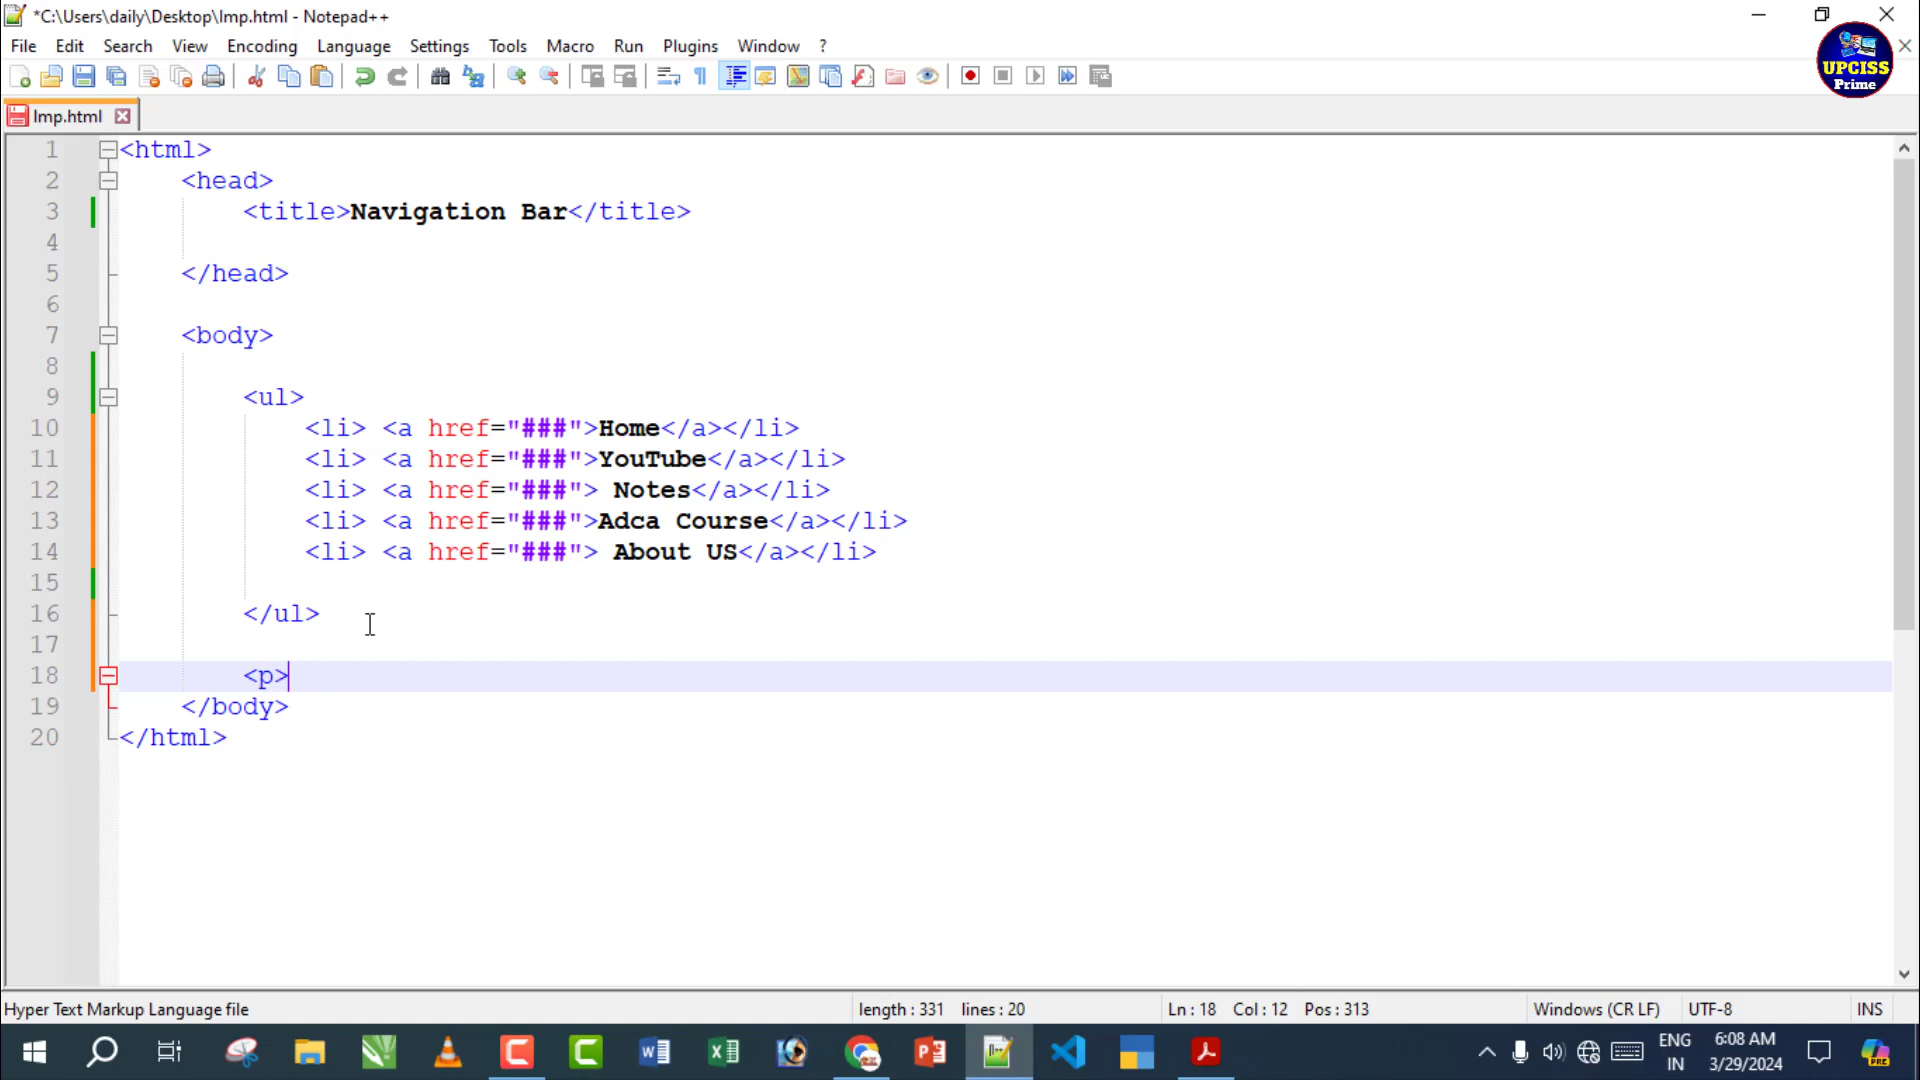 *C:\Users\daily\Desktop\Imp.html - Notepad++
File Edit Search View Encoding Language Settings Tools Macro Run Plugins Window ?
UPCISS
Prime
Imp.html
1 <html>
2 <head>
3 <title>Navigation Bar</title>
4
5 </head>
6
7 <body>
8
9 <ul>
10 <li> <a href="###">Home</a></li>
11 <li> <a href="###">YouTube</a></li>
12 <li> <a href="###"> Notes</a></li>
13 <li> <a href="###">Adca Course</a></li>
14 <li> <a href="###"> About US</a></li>
15
16 </ul>
17
18 <p>
19 </body>
20 </html>
Hyper Text Markup Language file length : 331 lines : 20 Ln : 18 Col : 12 Pos : 313 Windows (CR LF) UTF-8 INS
ENG
IN
6:08 AM
3/29/2024